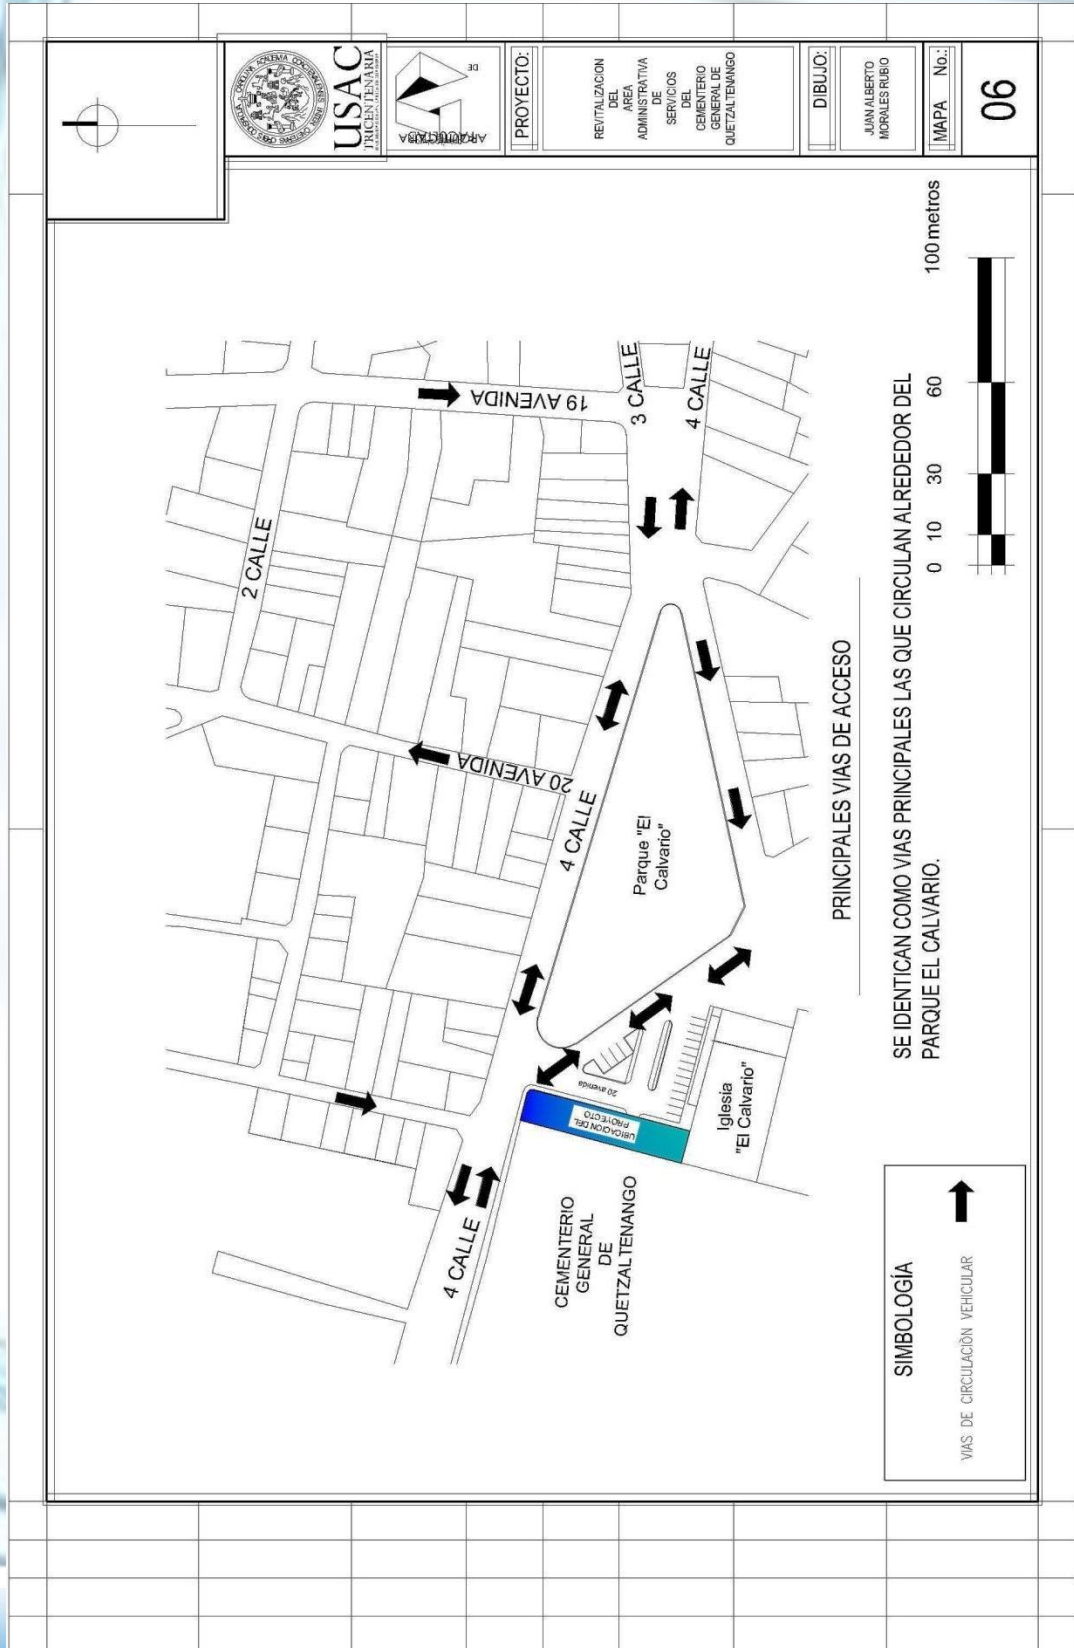 USAC
TRICENTENARIA
DE
PROYECTO:
REVITALIZACION
DEL
AREA
ADMINISTRATIVA
DE
SERVICIOS
DEL
CEMENTERIO
GENERAL DE
QUETZALTENANGO
DIBUJO:
JUAN ALBERTO
MORALES RUBIO
MAPA No.:
06
2 CALLE
19 AVENIDA
3 CALLE
4 CALLE
20 AVENIDA
4 CALLE
Parque "El
Calvario"
4 CALLE
20 avenida
UBICACION DEL
PROYECTO
Iglesia
"El Calvario"
CEMENTERIO
GENERAL
DE
QUETZALTENANGO
PRINCIPALES VIAS DE ACCESO
SE IDENTICAN COMO VIAS PRINCIPALES LAS QUE CIRCULAN ALREDEDOR DEL
PARQUE EL CALVARIO.
0 10 30 60 100 metros
SIMBOLOGÍA
VIAS DE CIRCULACIÓN VEHICULAR